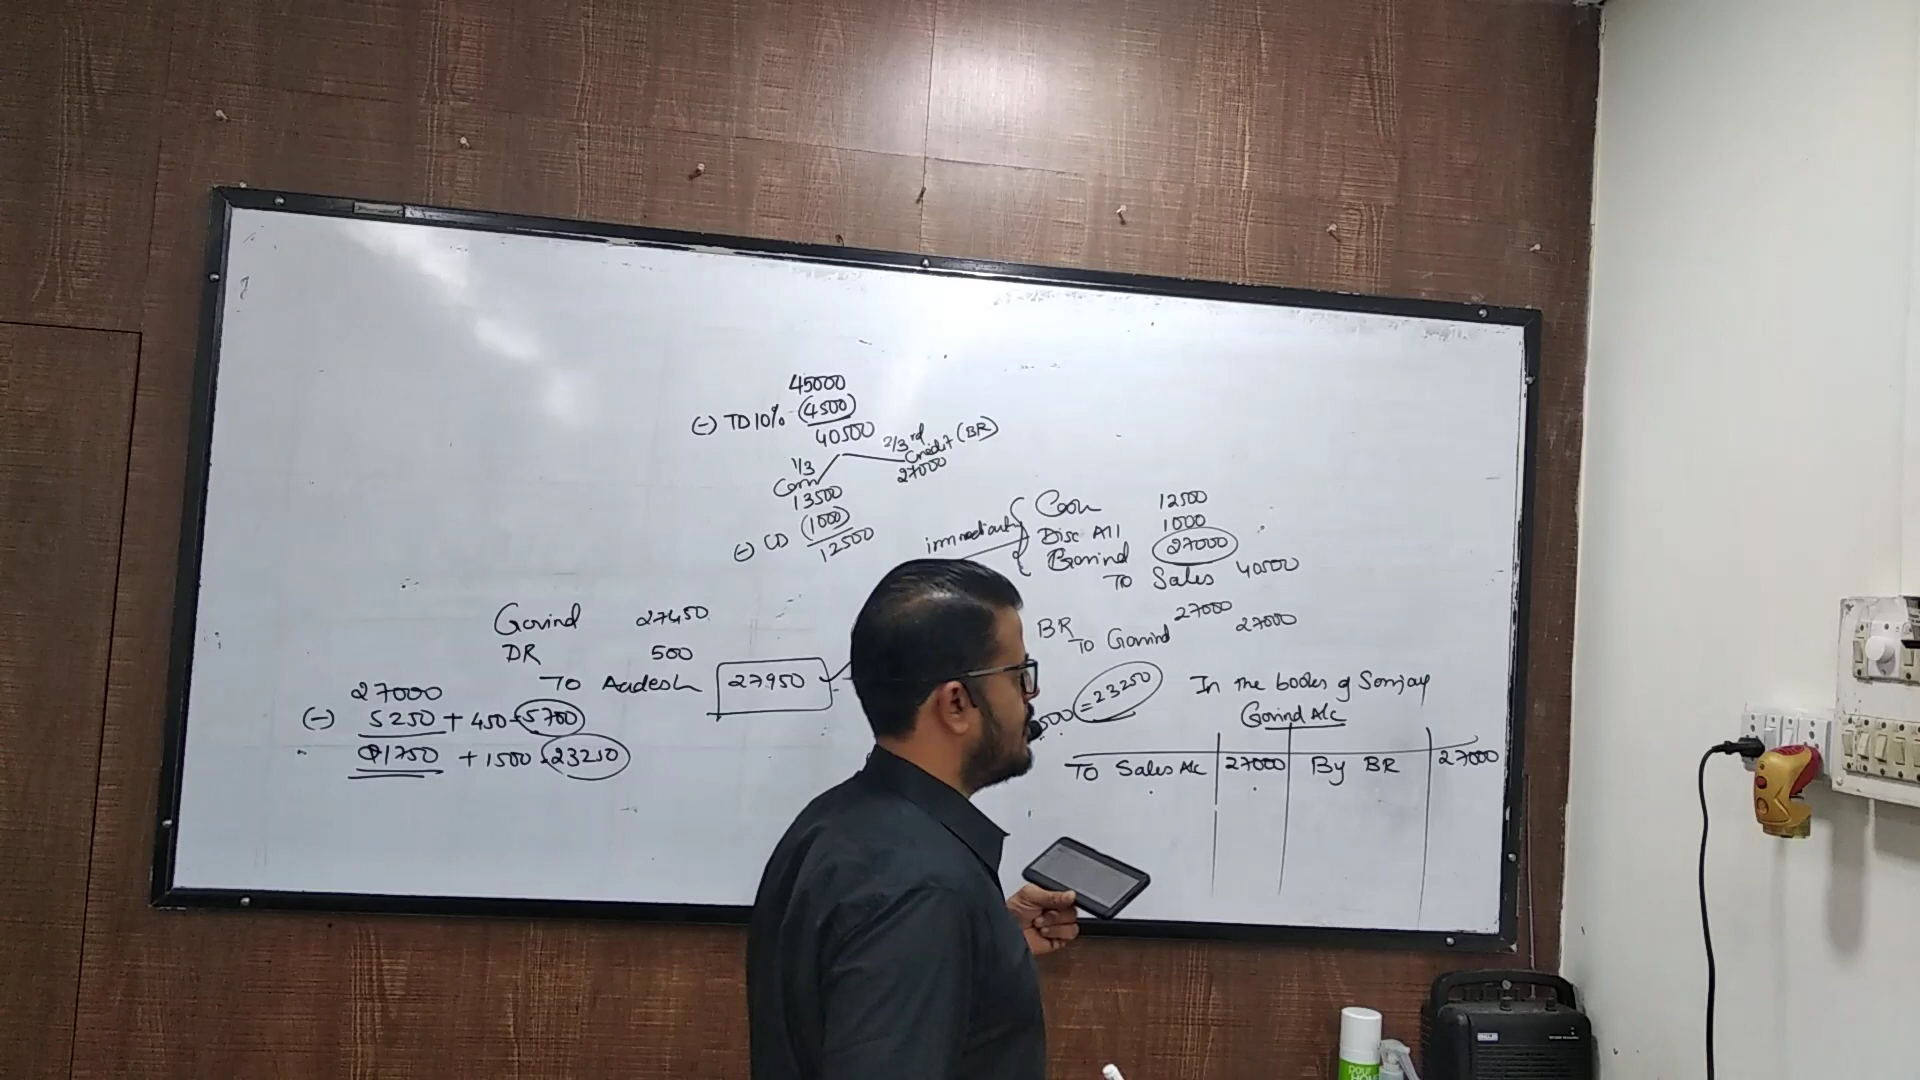 45000
(-) TD 10% (4500)
40500
1/3 2/3rd
Cash Credit (BR)
13500 27000
(-) CD (1000)
12500
immediately { Cash 12500
Disc All 1000
Govind 27000
To Sales 40500
BR 27000
To Govind 27000
Govind 27450
DR 500
To Aadesh 27950
27000
(-) 5250 + 450 = 5700
21750 + 1500 = 23250
500 = 23250
In the books of Sanjay
Govind A/c
To Sales A/c 27000 By BR 27000